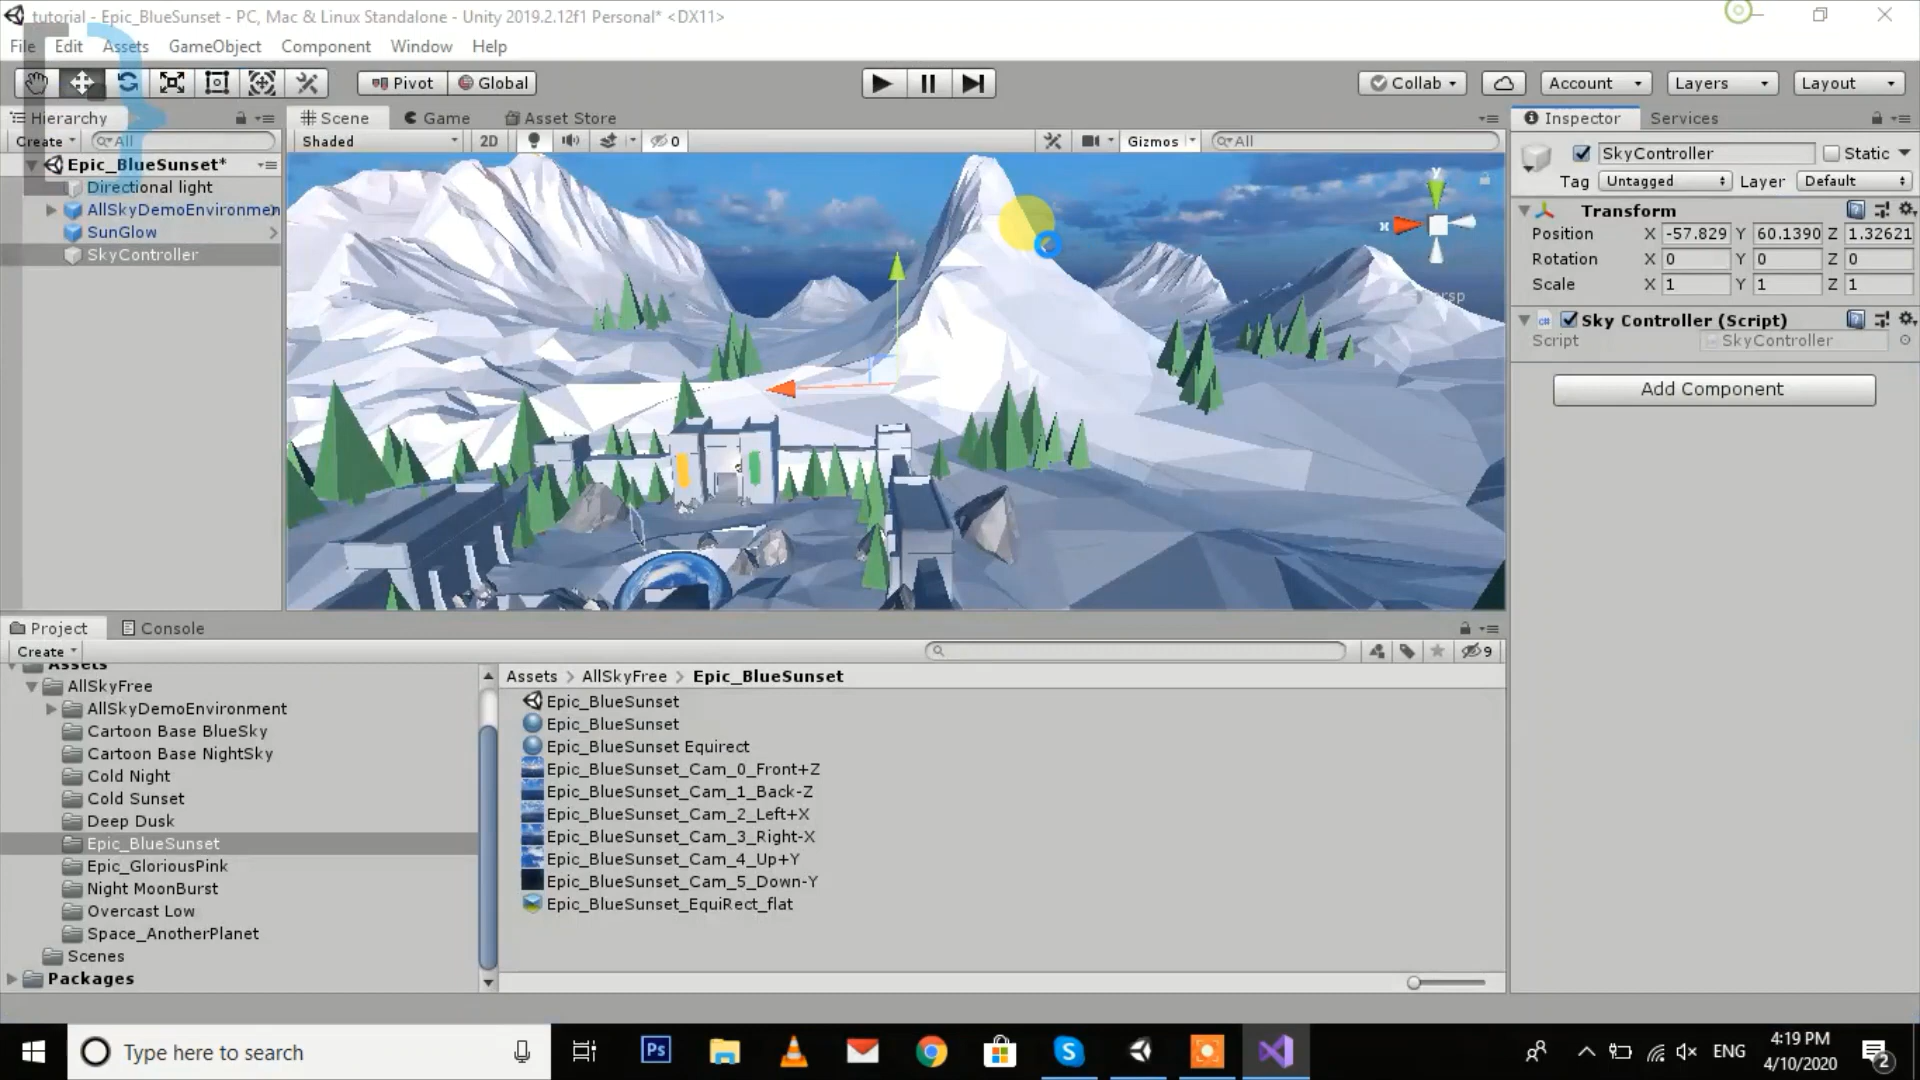 tutorial - Epic_BlueSunset - PC, Mac & Linux Standalone - Unity 2019.2.12f1 Personal* <DX11>
File Edit Assets GameObject Component Window Help
Pivot Global Collab Account Layers Layout
Hierarchy
Create All
Epic_BlueSunset*
Directional light
AllSkyDemoEnvironmen
SunGlow
SkyController
Scene Game Asset Store
Shaded 2D 0 Gizmos All
y
x
Inspector Services
SkyController Static
Tag Untagged Layer Default
Transform
Position X -57.829 Y 60.1390 Z 1.32621
Rotation X 0 Y 0 Z 0
Scale X 1 Y 1 Z 1
Sky Controller (Script)
Script SkyController
Add Component
Project Console
Create 9
Assets
AllSkyFree
AllSkyDemoEnvironment
Cartoon Base BlueSky
Cartoon Base NightSky
Cold Night
Cold Sunset
Deep Dusk
Epic_BlueSunset
Epic_GloriousPink
Night MoonBurst
Overcast Low
Space_AnotherPlanet
Scenes
Packages
Assets > AllSkyFree > Epic_BlueSunset
Epic_BlueSunset
Epic_BlueSunset
Epic_BlueSunset Equirect
Epic_BlueSunset_Cam_0_Front+Z
Epic_BlueSunset_Cam_1_Back-Z
Epic_BlueSunset_Cam_2_Left+X
Epic_BlueSunset_Cam_3_Right-X
Epic_BlueSunset_Cam_4_Up+Y
Epic_BlueSunset_Cam_5_Down-Y
Epic_BlueSunset_EquiRect_flat
Type here to search
Ps
ENG
4:19 PM
4/10/2020
2